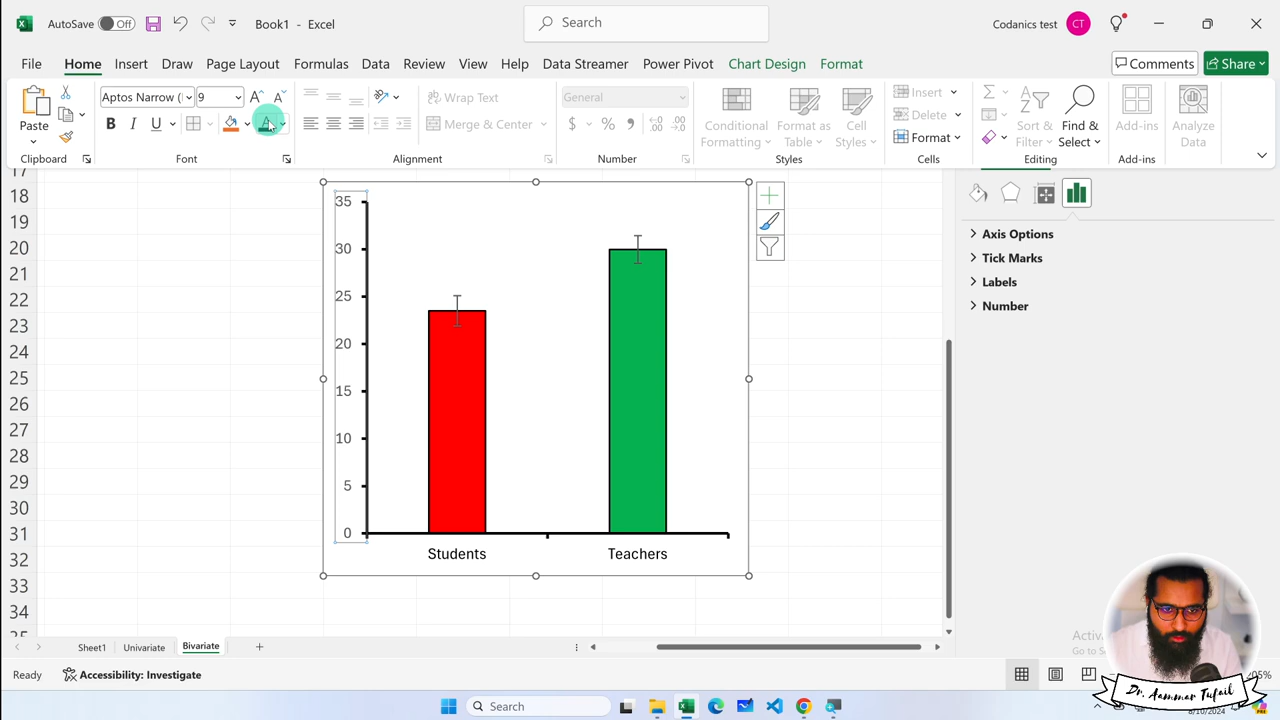 AutoSave Off Book1 - Excel Search Codanics test CT
File Home Insert Draw Page Layout Formulas Data Review View Help Data Streamer Power Pivot Chart Design Format Comments Share
Paste
Clipboard
Aptos Narrow ( 9
B I U
Font
Wrap Text
Merge & Center
Alignment
General
$ % ,
Number
Conditional Formatting
Format as Table
Cell Styles
Styles
Insert
Delete
Format
Cells
Sort & Filter
Find & Select
Editing
Add-ins
Add-ins
Analyze Data
18
19
20
21
22
23
24
25
26
27
28
29
30
31
32
33
34
35
30
25
20
15
10
5
0
Students Teachers
Axis Options
Tick Marks
Labels
Number
Sheet1 Univariate Bivariate
Ready Accessibility: Investigate
Search
Dr. Aammar Tufail
8/10/2024